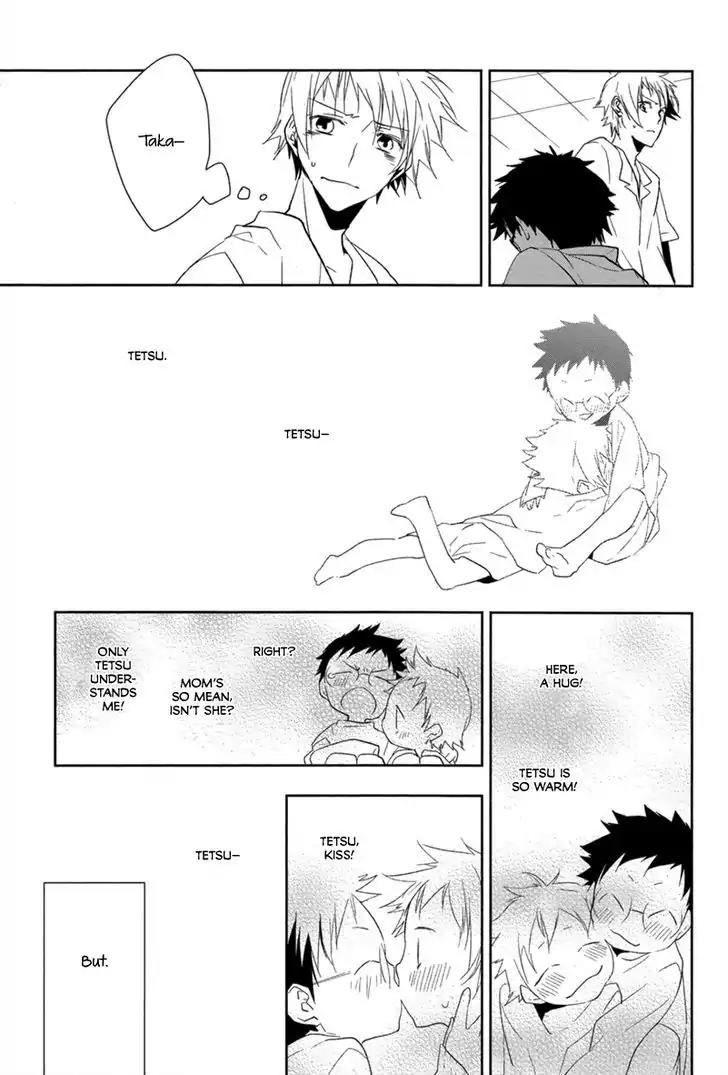 Taka–
TETSU.
TETSU–
HERE,
A HUG!
TETSU IS
SO WARM!
RIGHT?
MOM'S
SO MEAN,
ISN'T SHE?
ONLY
TETSU
UNDER-
STANDS
ME!
TETSU,
KISS!
TETSU–
But.